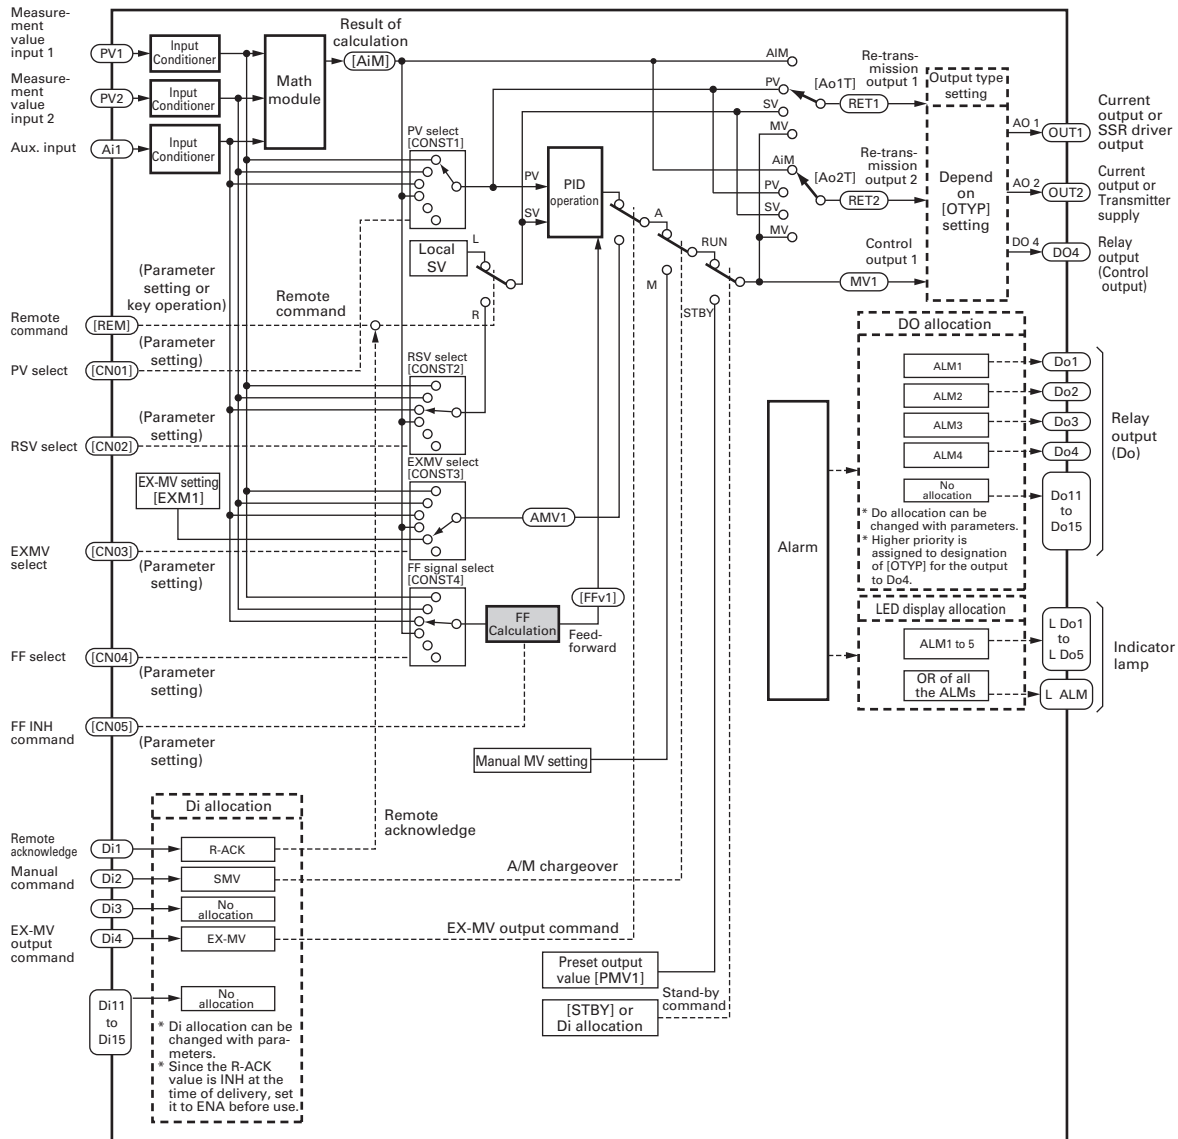 Measure-
ment
value
input 1
PV1
Input
Conditioner
Measure-
ment
value
input 2
PV2
Input
Conditioner
Aux. input
Ai1
Input
Conditioner
Math
module
Result of
calculation
[AiM]
PV select
[CONST1]
PV
SV
PID
operation
Local
SV
L
R
A
M
RUN
STBY
AIM
PV
SV
MV
[Ao1T]
Re-trans-
mission
output 1
RET1
AiM
PV
SV
MV
[Ao2T]
Re-trans-
mission
output 2
RET2
Control
output 1
MV1
Output type
setting
Depend
on
[OTYP]
setting
AO 1
OUT1
Current
output or
SSR driver
output
AO 2
OUT2
Current
output or
Transmitter
supply
DO 4
DO4
Relay
output
(Control
output)
(Parameter
setting or
key operation)
Remote
command
Remote
command
[REM]
(Parameter
setting)
PV select
[CN01]
RSV select
[CONST2]
(Parameter
setting)
RSV select
[CN02]
EXMV select
[CONST3]
EX-MV setting
[EXM1]
AMV1
EXMV
select
[CN03]
(Parameter
setting)
FF signal select
[CONST4]
FF
Calculation
[FFv1]
Feed-
forward
FF select
[CN04]
(Parameter
setting)
FF INH
command
[CN05]
(Parameter
setting)
Manual MV setting
Alarm
DO allocation
ALM1
Do1
ALM2
Do2
ALM3
Do3
ALM4
Do4
No
allocation
Do11
to
Do15
Relay
output
(Do)
* Do allocation can be
changed with parameters.
* Higher priority is
assigned to designation
of [OTYP] for the output
to Do4.
LED display allocation
ALM1 to 5
L Do1
to
L Do5
OR of all
the ALMs
L ALM
Indicator
lamp
Di allocation
Remote
acknowledge
Remote
acknowledge
Di1
R-ACK
Manual
command
Di2
SMV
A/M chargeover
Di3
No
allocation
EX-MV
output
command
Di4
EX-MV
EX-MV output command
Di11
to
Di15
No
allocation
* Di allocation can be
changed with para-
meters.
* Since the R-ACK
value is INH at the
time of delivery, set
it to ENA before use.
Preset output
value [PMV1]
[STBY] or
Di allocation
Stand-by
command